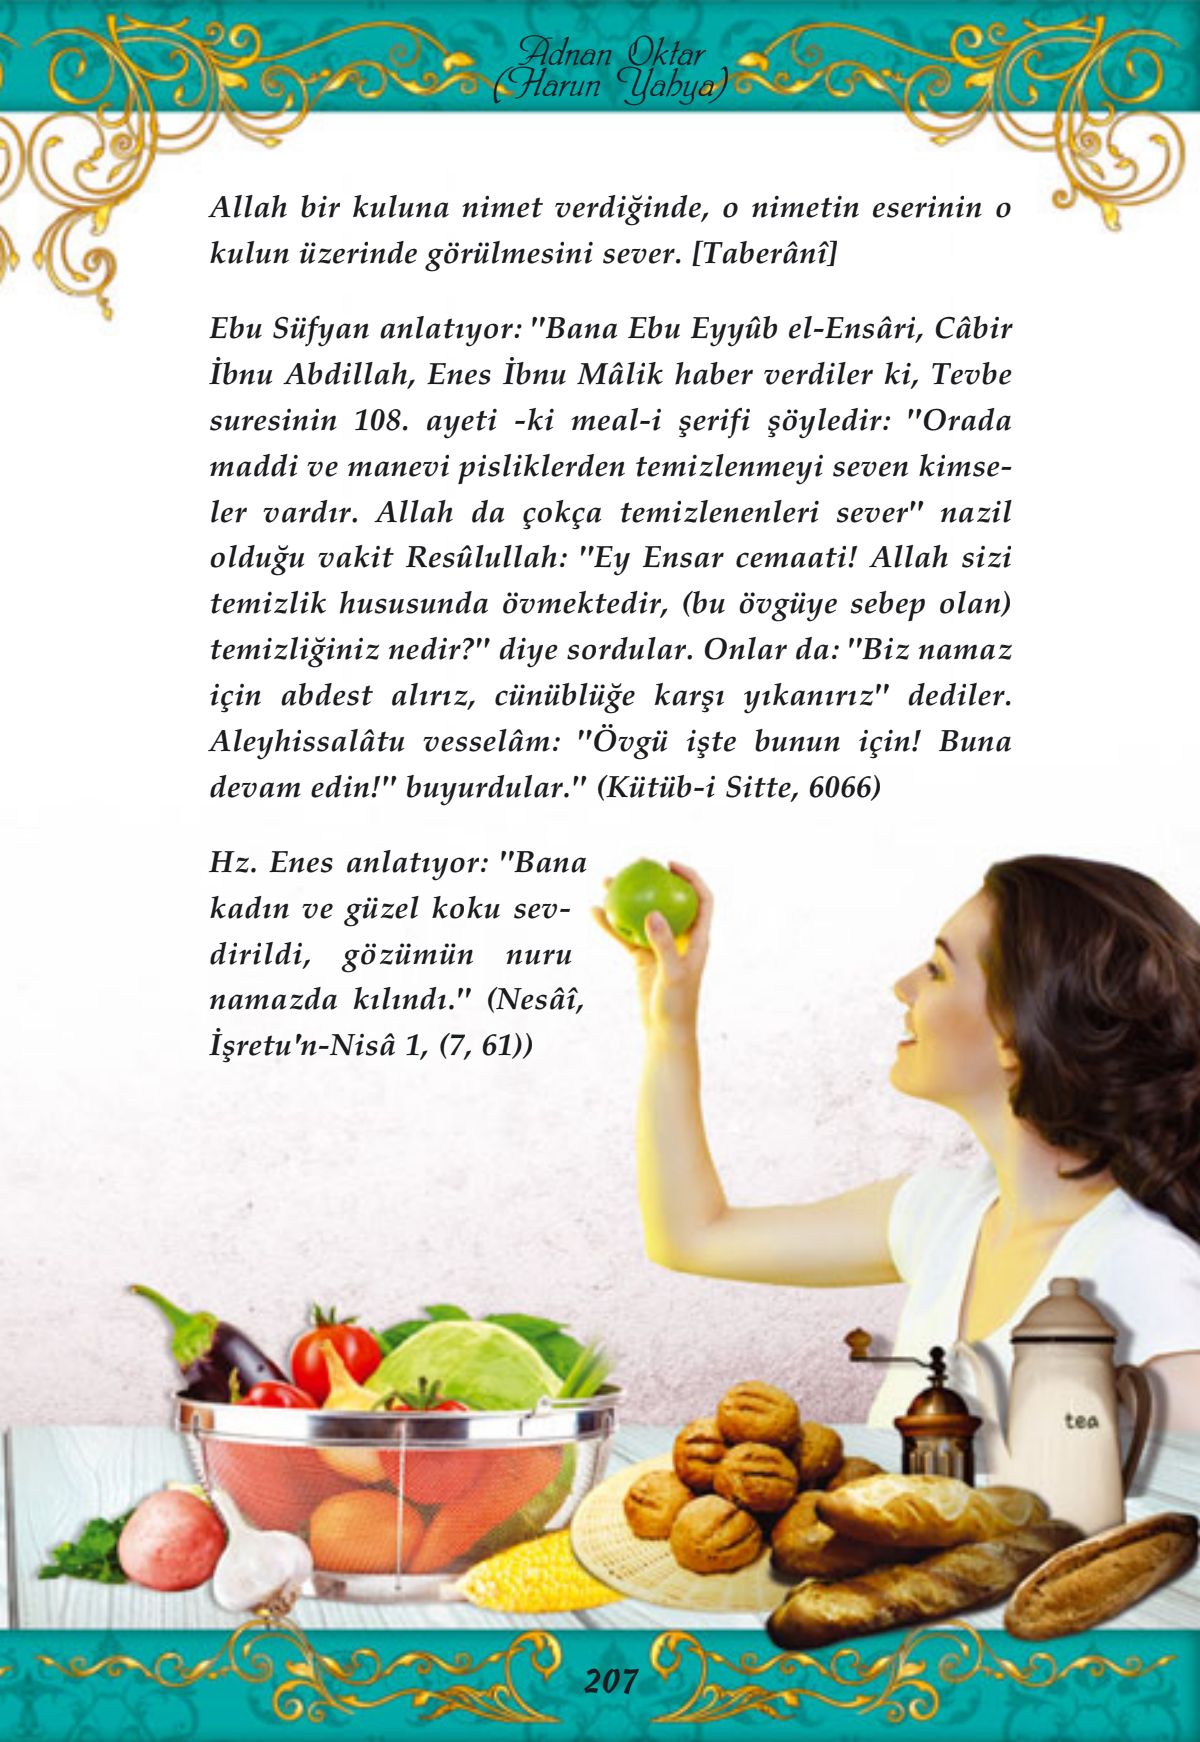 Adnan Oktar
(Harun Yahya)
Allah bir kuluna nimet verdiğinde, o nimetin eserinin o
kulun üzerinde görülmesini sever. [Taberânî]
Ebu Süfyan anlatıyor: "Bana Ebu Eyyûb el-Ensâri, Câbir
İbnu Abdillah, Enes İbnu Mâlik haber verdiler ki, Tevbe
suresinin 108. ayeti -ki meal-i şerifi şöyledir: "Orada
maddi ve manevi pisliklerden temizlenmeyi seven kimse-
ler vardır. Allah da çokça temizlenenleri sever" nazil
olduğu vakit Resûlullah: "Ey Ensar cemaati! Allah sizi
temizlik hususunda övmektedir, (bu övgüye sebep olan)
temizliğiniz nedir?" diye sordular. Onlar da: "Biz namaz
için abdest alırız, cünüblüğe karşı yıkanırız" dediler.
Aleyhissalâtu vesselâm: "Övgü işte bunun için! Buna
devam edin!" buyurdular." (Kütüb-i Sitte, 6066)
Hz. Enes anlatıyor: "Bana
kadın ve güzel koku sev-
dirildi, gözümün nuru
namazda kılındı." (Nesâî,
İşretu'n-Nisâ 1, (7, 61))
tea
207